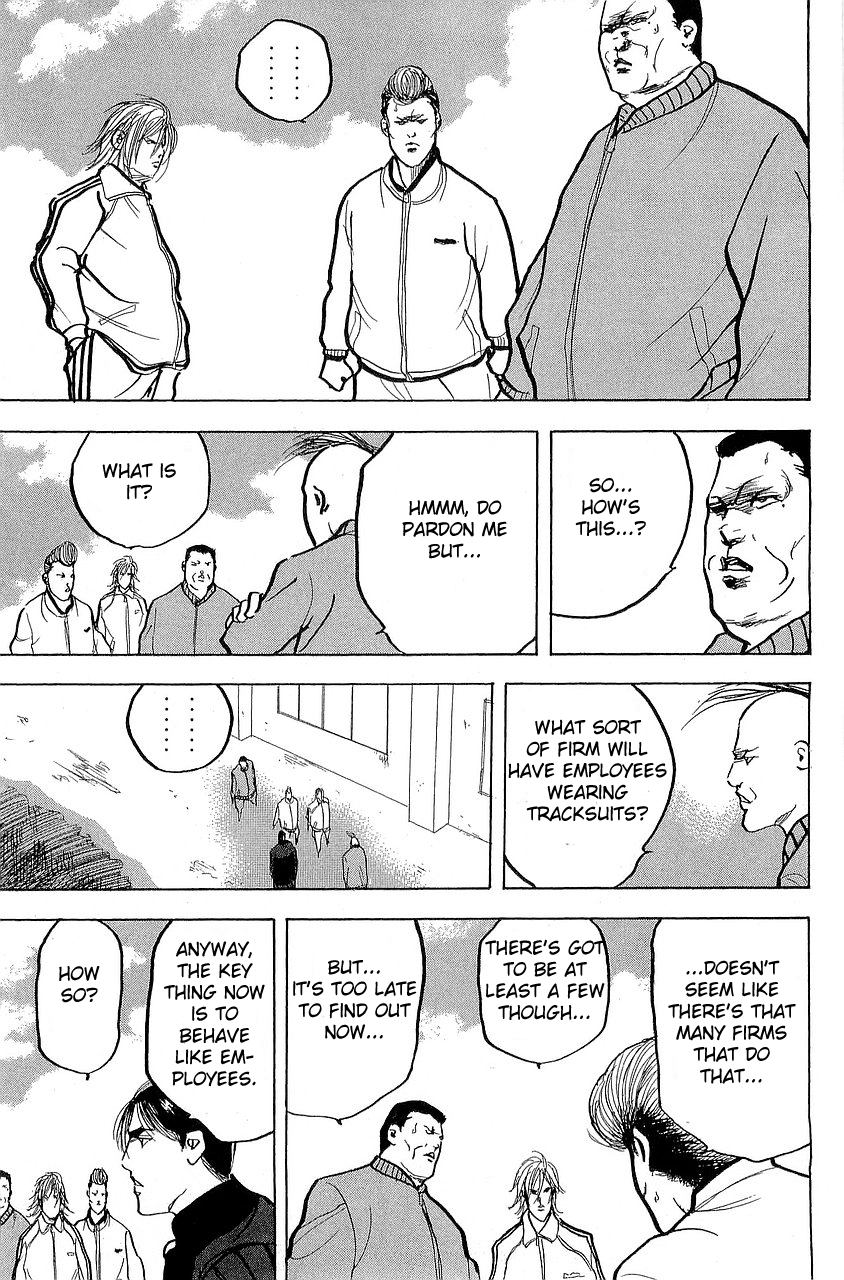 ............
SO...
HOW'S
THIS...?
HMMM, DO
PARDON ME
BUT...
WHAT IS
IT?
WHAT SORT
OF FIRM WILL
HAVE EMPLOYEES
WEARING
TRACKSUITS?
............
...DOESN'T
SEEM LIKE
THERE'S THAT
MANY FIRMS
THAT DO
THAT...
THERE'S GOT
TO BE AT
LEAST A FEW
THOUGH...
BUT...
IT'S TOO LATE
TO FIND OUT
NOW...
ANYWAY,
THE KEY
THING NOW
IS TO
BEHAVE
LIKE EM-
PLOYEES.
HOW
SO?